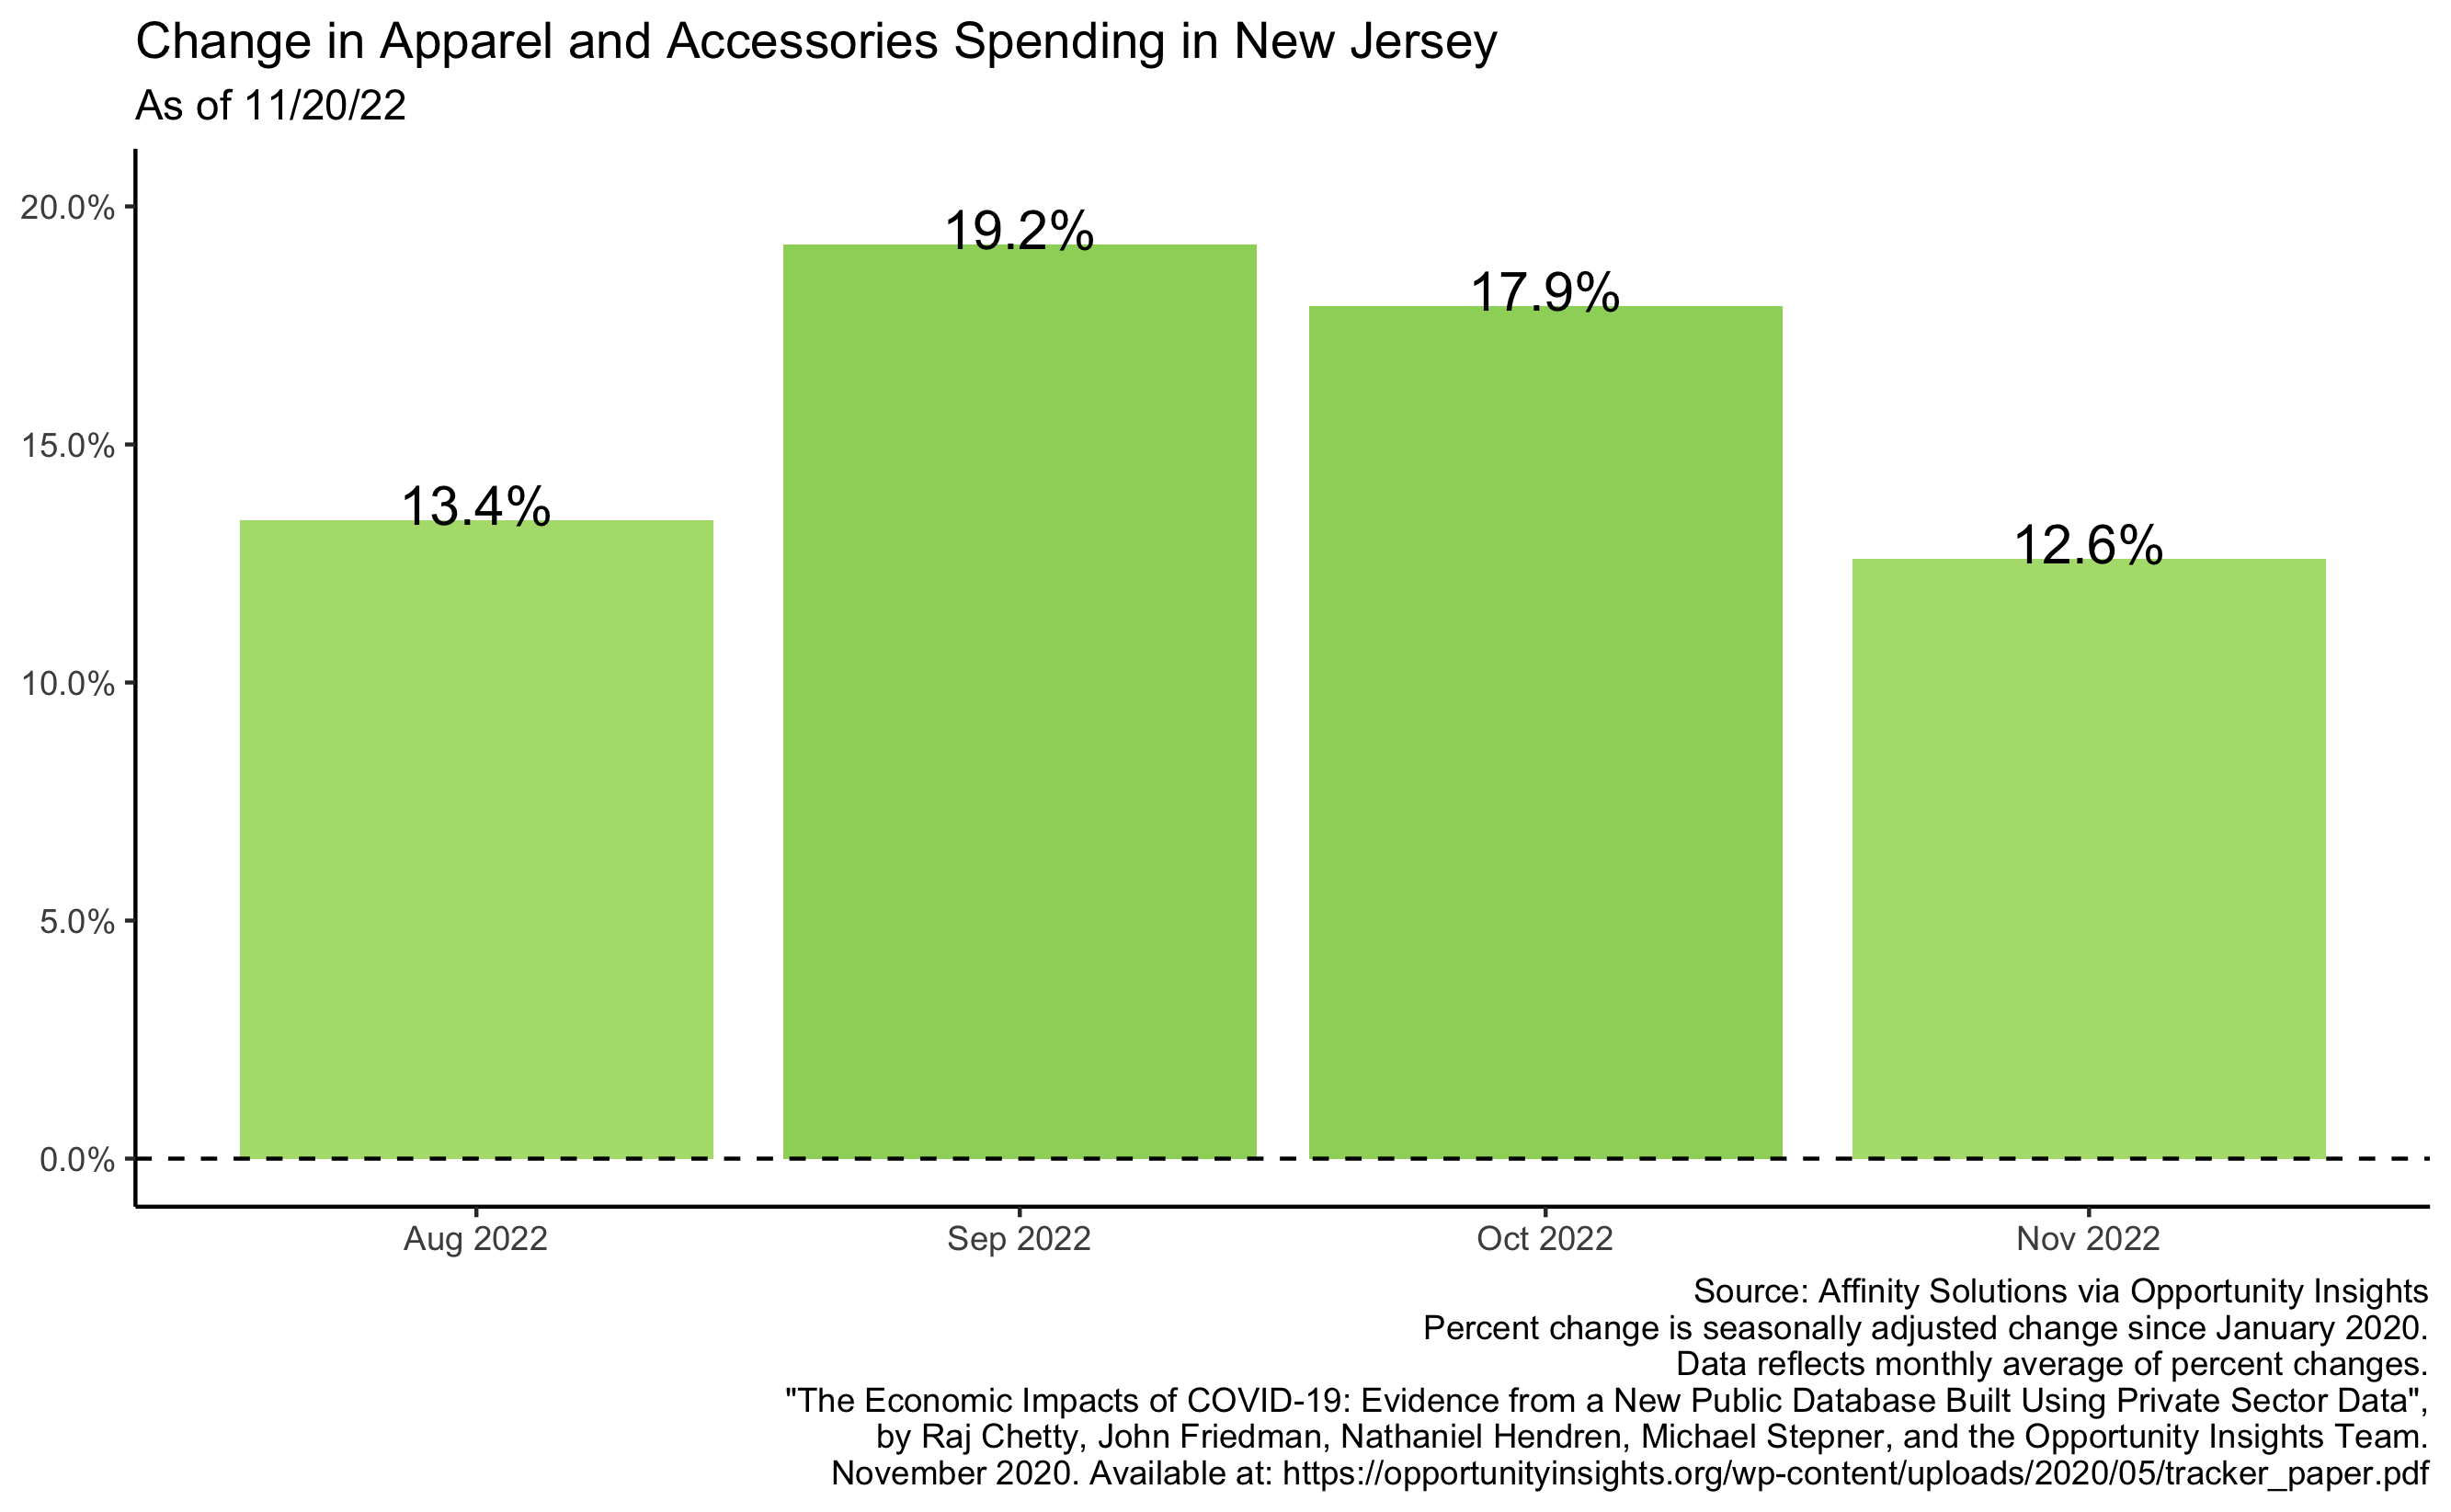 Change in Apparel and Accessories Spending in New Jersey
As of 11/20/22
20.0%
15.0%
10.0%
5.0%
0.0%
13.4%
19.2%
17.9%
12.6%
Aug 2022
Sep 2022
Oct 2022
Nov 2022
Source: Affinity Solutions via Opportunity Insights
Percent change is seasonally adjusted change since January 2020.
Data reflects monthly average of percent changes.
"The Economic Impacts of COVID-19: Evidence from a New Public Database Built Using Private Sector Data",
by Raj Chetty, John Friedman, Nathaniel Hendren, Michael Stepner, and the Opportunity Insights Team.
November 2020. Available at: https://opportunityinsights.org/wp-content/uploads/2020/05/tracker_paper.pdf